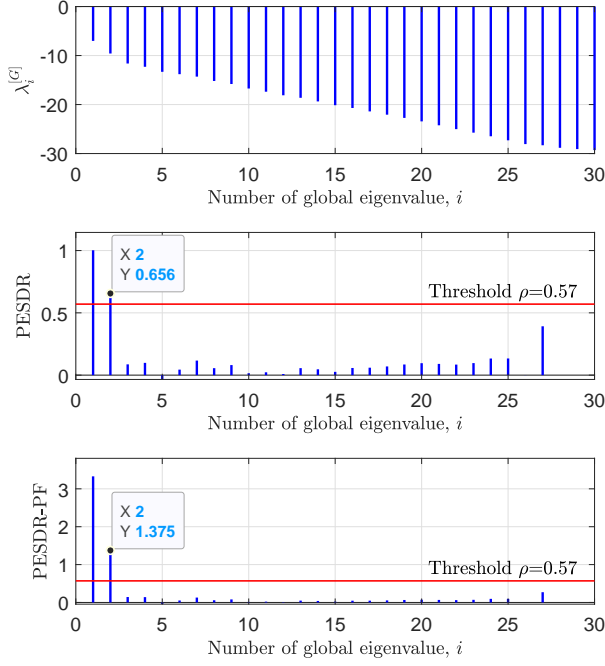 0
-10
-20
-30
λ_i^[G]
0 5 10 15 20 25 30
Number of global eigenvalue, i
X 2
Y 0.656
1
0.5
0
PESDR
Threshold ρ=0.57
0 5 10 15 20 25 30
Number of global eigenvalue, i
X 2
Y 1.375
3
2
1
0
PESDR-PF
Threshold ρ=0.57
0 5 10 15 20 25 30
Number of global eigenvalue, i